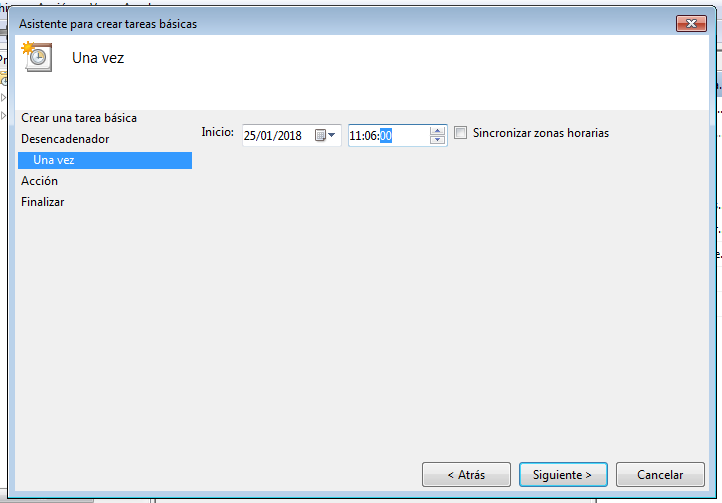 Asistente para crear tareas básicas
Una vez
Crear una tarea básica
Desencadenador
Una vez
Acción
Finalizar
Inicio: 25/01/2018 11:06:00 Sincronizar zonas horarias
< Atrás Siguiente > Cancelar